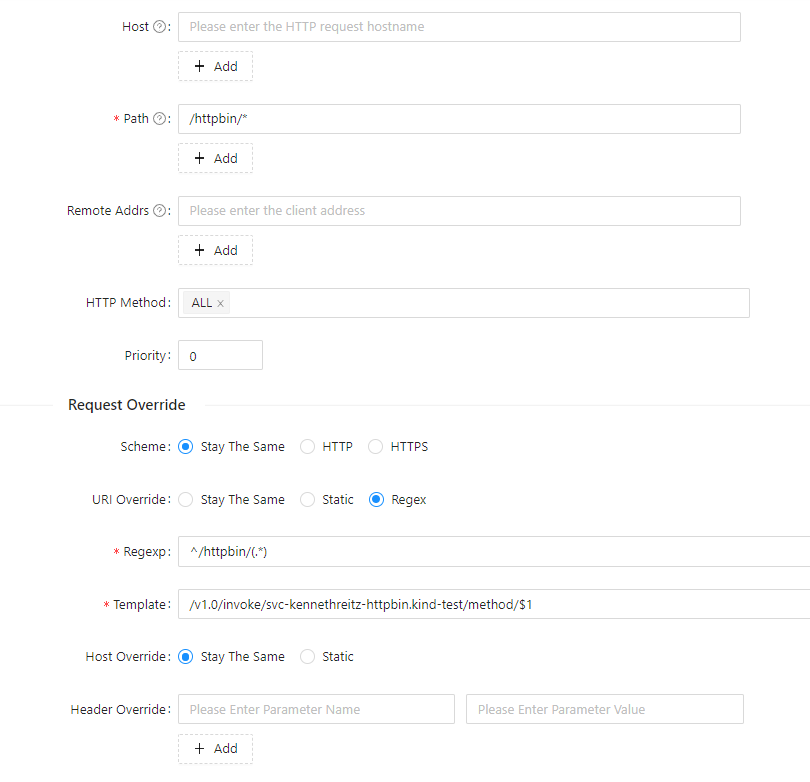 Host ? : Please enter the HTTP request hostname
+ Add
* Path ? : /httpbin/*
+ Add
Remote Addrs ? : Please enter the client address
+ Add
HTTP Method : ALL ×
Priority : 0
Request Override
Scheme : Stay The Same HTTP HTTPS
URI Override : Stay The Same Static Regex
* Regexp : ^/httpbin/(.*)
* Template : /v1.0/invoke/svc-kennethreitz-httpbin.kind-test/method/$1
Host Override : Stay The Same Static
Header Override : Please Enter Parameter Name Please Enter Parameter Value
+ Add